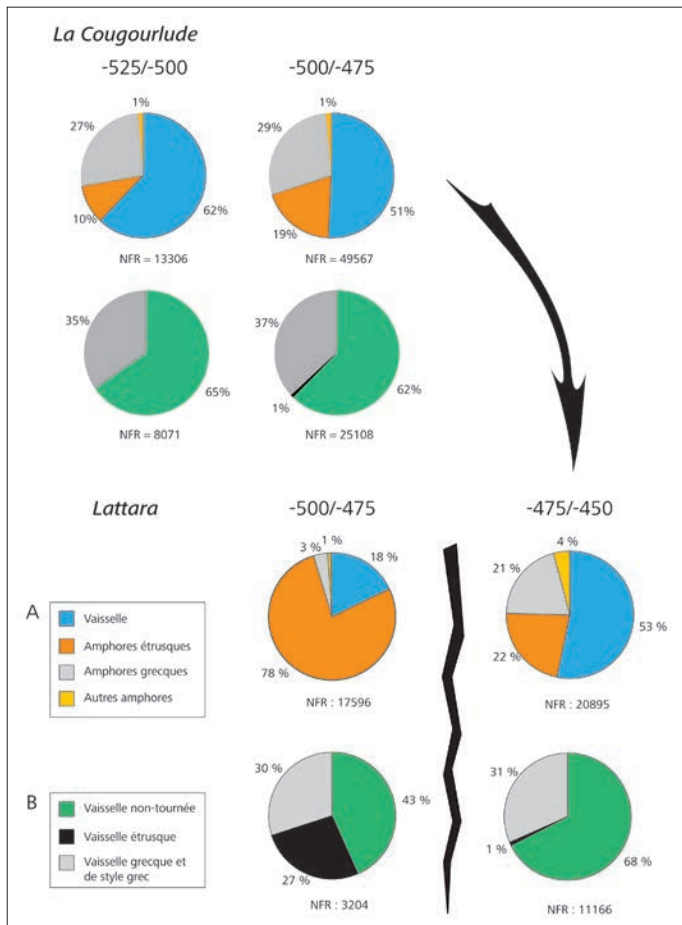 La Cougourlude
-525/-500 -500/-475
1% 1%
27% 29%
10% 62% 19% 51%
NFR = 13306 NFR = 49567
35% 37%
65% 1% 62%
NFR = 8071 NFR = 25108
Lattara -500/-475 -475/-450
3 % 1 % 18 % 4 %
21 %
A
Vaisselle
Amphores étrusques
Amphores grecques
Autres amphores
78 % 22 % 53 %
NFR : 17596 NFR : 20895
30 % 43 % 31 %
B
Vaisselle non-tournée
Vaisselle étrusque
Vaisselle grecque et
de style grec
27 % 1 % 68 %
NFR : 3204 NFR : 11166